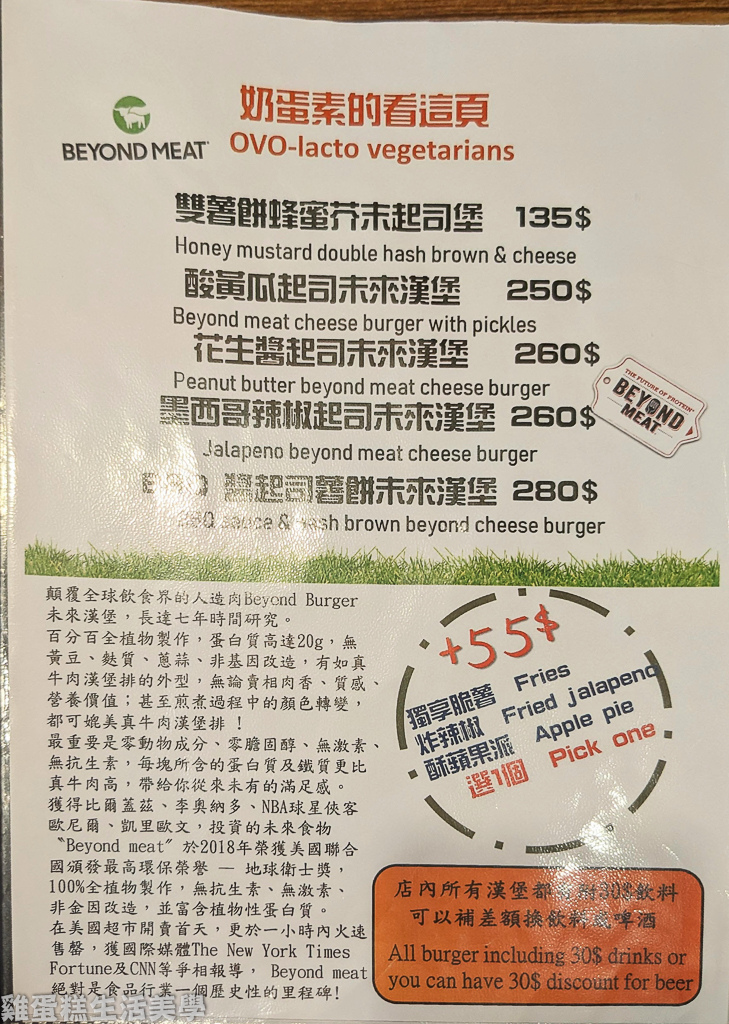 奶蛋素的看這頁
BEYOND MEAT
OVO-lacto vegetarians
雙薯餅蜂蜜芥末起司堡 135$
Honey mustard double hash brown & cheese
酸黃瓜起司未來漢堡 250$
Beyond meat cheese burger with pickles
花生醬起司未來漢堡 260$
Peanut butter beyond meat cheese burger
墨西哥辣椒起司未來漢堡 260$
Jalapeno beyond meat cheese burger
THE FUTURE OF PROTEIN
BEYOND
MEAT
醬起司薯餅未來漢堡 280$
& hash brown beyond cheese burger
顛覆全球飲食界的人造肉Beyond Burger
未來漢堡，長達七年時間研究。
百分百全植物製作，蛋白質高達20g，無
黃豆、麩質、蔥蒜、非基因改造，有如真
牛肉漢堡排的外型，無論賣相肉香、質感、
營養價值；甚至煎煮過程中的顏色轉變，
都可媲美真牛肉漢堡排！
最重要是零動物成分、零膽固醇、無激素、
無抗生素，每塊所含的蛋白質及鐵質更比
真牛肉高，帶給你從來未有的滿足感。
獲得比爾蓋茲、李奧納多、NBA球星俠客
歐尼爾、凱里歐文，投資的未來食物
〝Beyond meat〞於2018年榮獲美國聯合
國頒發最高環保榮譽 — 地球衛士獎，
100%全植物製作，無抗生素、無激素、
非金因改造，並富含植物性蛋白質。
在美國超市開賣首天，更於一小時內火速
售罄，獲國際媒體The New York Times
Fortune及CNN等爭相報導， Beyond meat
絕對是食品行業一個歷史性的里程碑!
+55$
獨享脆薯 Fries
炸辣椒 Fried jalapeno
酥蘋果派 Apple pie
選1個 Pick one
店內所有漢堡都 30$飲料
可以補差額換飲料或啤酒
All burger including 30$ drinks or
you can have 30$ discount for beer
雞蛋糕生活美學